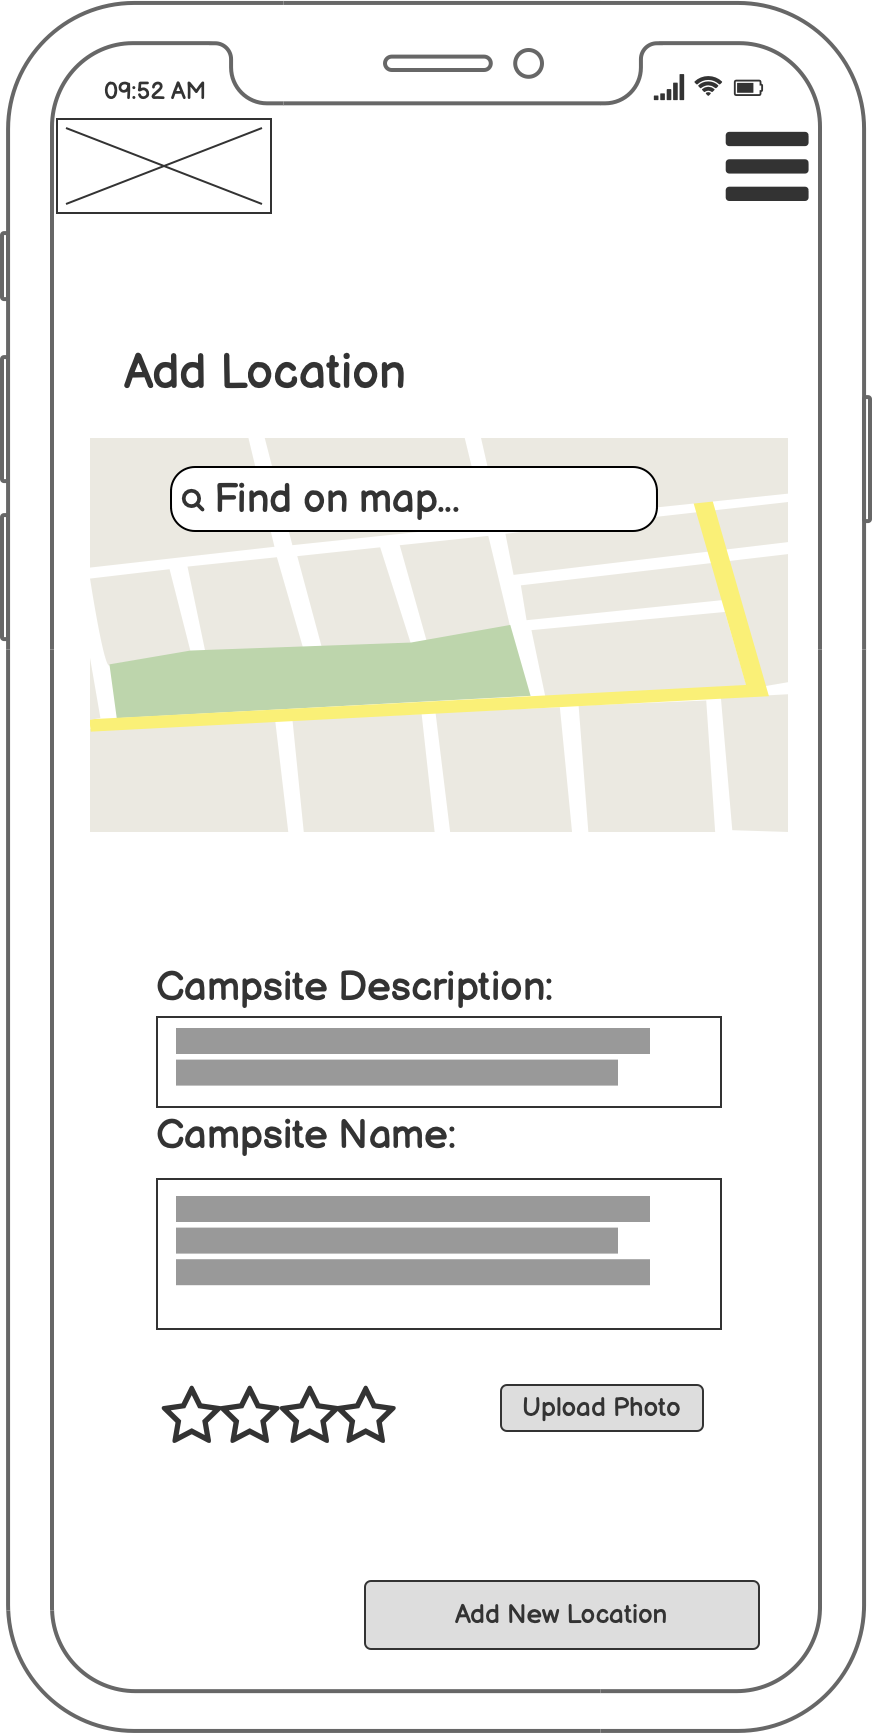 09:52 AM
Add Location
Find on map...
Campsite Description:
Campsite Name:
Upload Photo
Add New Location